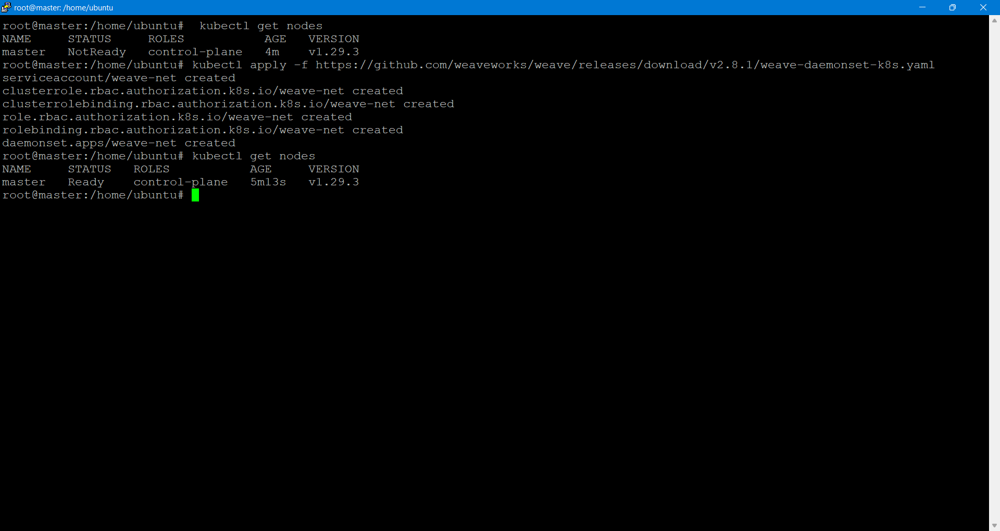 root@master: /home/ubuntu
root@master:/home/ubuntu#  kubectl get nodes
NAME     STATUS     ROLES           AGE   VERSION
master   NotReady   control-plane   4m    v1.29.3
root@master:/home/ubuntu# kubectl apply -f https://github.com/weaveworks/weave/releases/download/v2.8.1/weave-daemonset-k8s.yaml
serviceaccount/weave-net created
clusterrole.rbac.authorization.k8s.io/weave-net created
clusterrolebinding.rbac.authorization.k8s.io/weave-net created
role.rbac.authorization.k8s.io/weave-net created
rolebinding.rbac.authorization.k8s.io/weave-net created
daemonset.apps/weave-net created
root@master:/home/ubuntu# kubectl get nodes
NAME     STATUS   ROLES           AGE     VERSION
master   Ready    control-plane   5m13s   v1.29.3
root@master:/home/ubuntu#